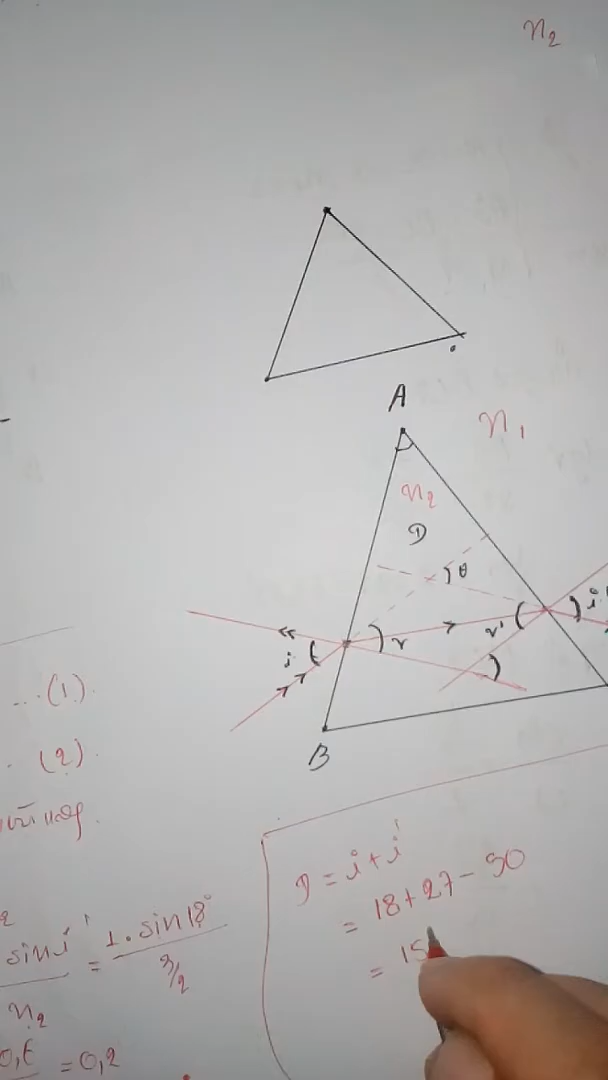 n₂
A
n₁
n₂
D
θ
i
r
r'
i'
B
...(1).
. (2).
D = i + i'
= 18 + 27 - 30
= 15
sin i' = 1. sin 18°
n₂
3/2
= 0,2